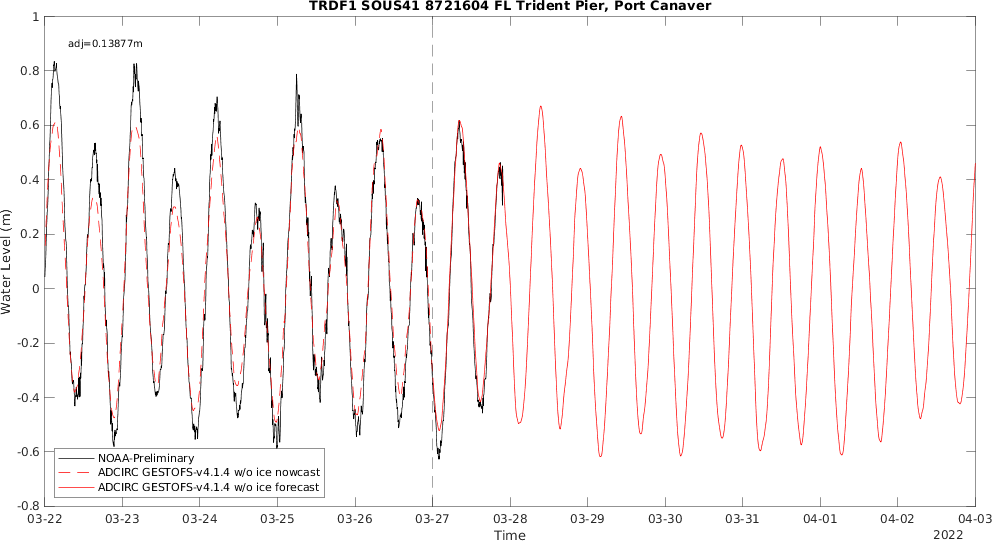 TRDF1 SOUS41 8721604 FL Trident Pier, Port Canaver
adj=0.13877m
1
0.8
0.6
0.4
0.2
0
-0.2
-0.4
-0.6
-0.8
Water Level (m)
NOAA-Preliminary
ADCIRC GESTOFS-v4.1.4 w/o ice nowcast
ADCIRC GESTOFS-v4.1.4 w/o ice forecast
03-22 03-23 03-24 03-25 03-26 03-27 03-28 03-29 03-30 03-31 04-01 04-02 04-03
Time
2022